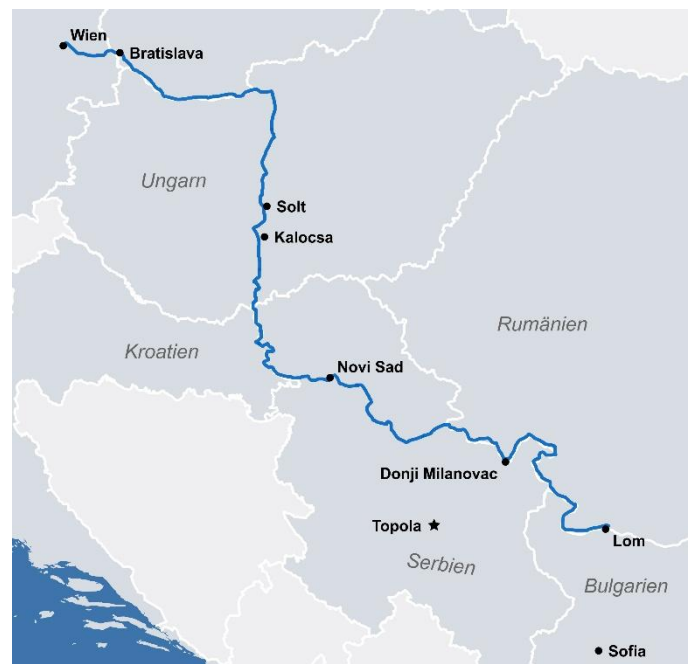 Wien
Bratislava
Ungarn
Solt
Kalocsa
Rumänien
Kroatien
Novi Sad
Donji Milanovac
Topola
Lom
Serbien
Bulgarien
Sofia